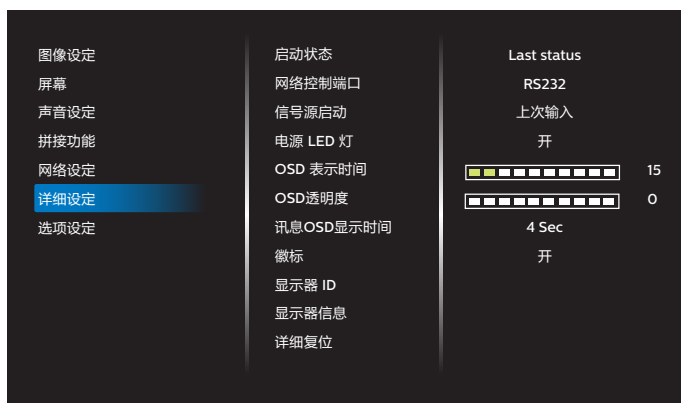 图像设定 启动状态 Last status
屏幕 网络控制端口 RS232
声音设定 信号源启动 上次输入
拼接功能 电源 LED 灯 开
网络设定 OSD 表示时间 15
详细设定 OSD透明度 0
选项设定 讯息OSD显示时间 4 Sec
徽标 开
显示器 ID
显示器信息
详细复位